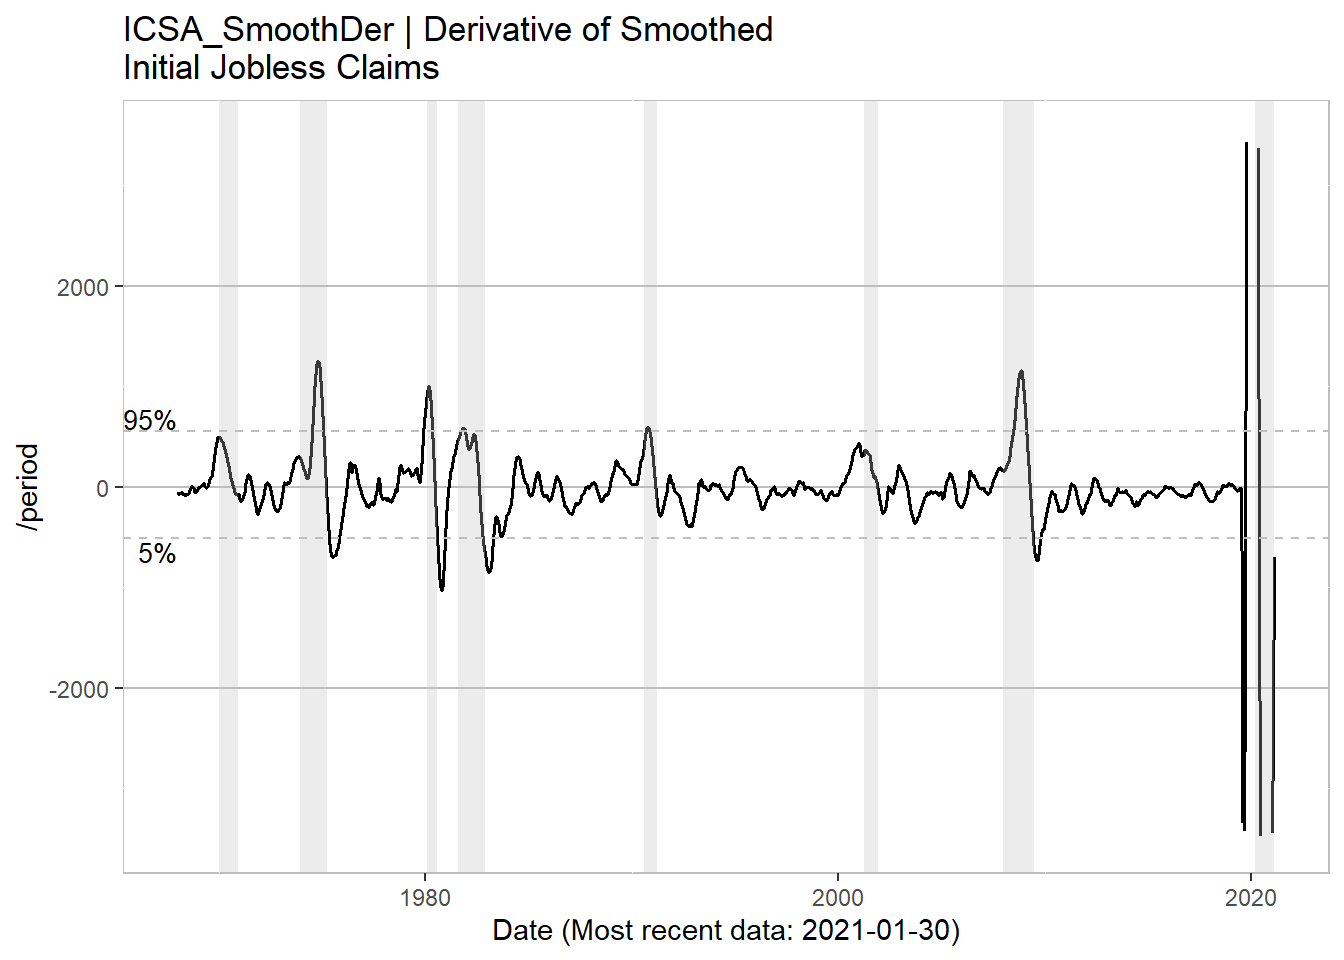 ICSA_SmoothDer | Derivative of Smoothed
Initial Jobless Claims
/period
2000
0
-2000
95%
5%
1980
2000
2020
Date (Most recent data: 2021-01-30)